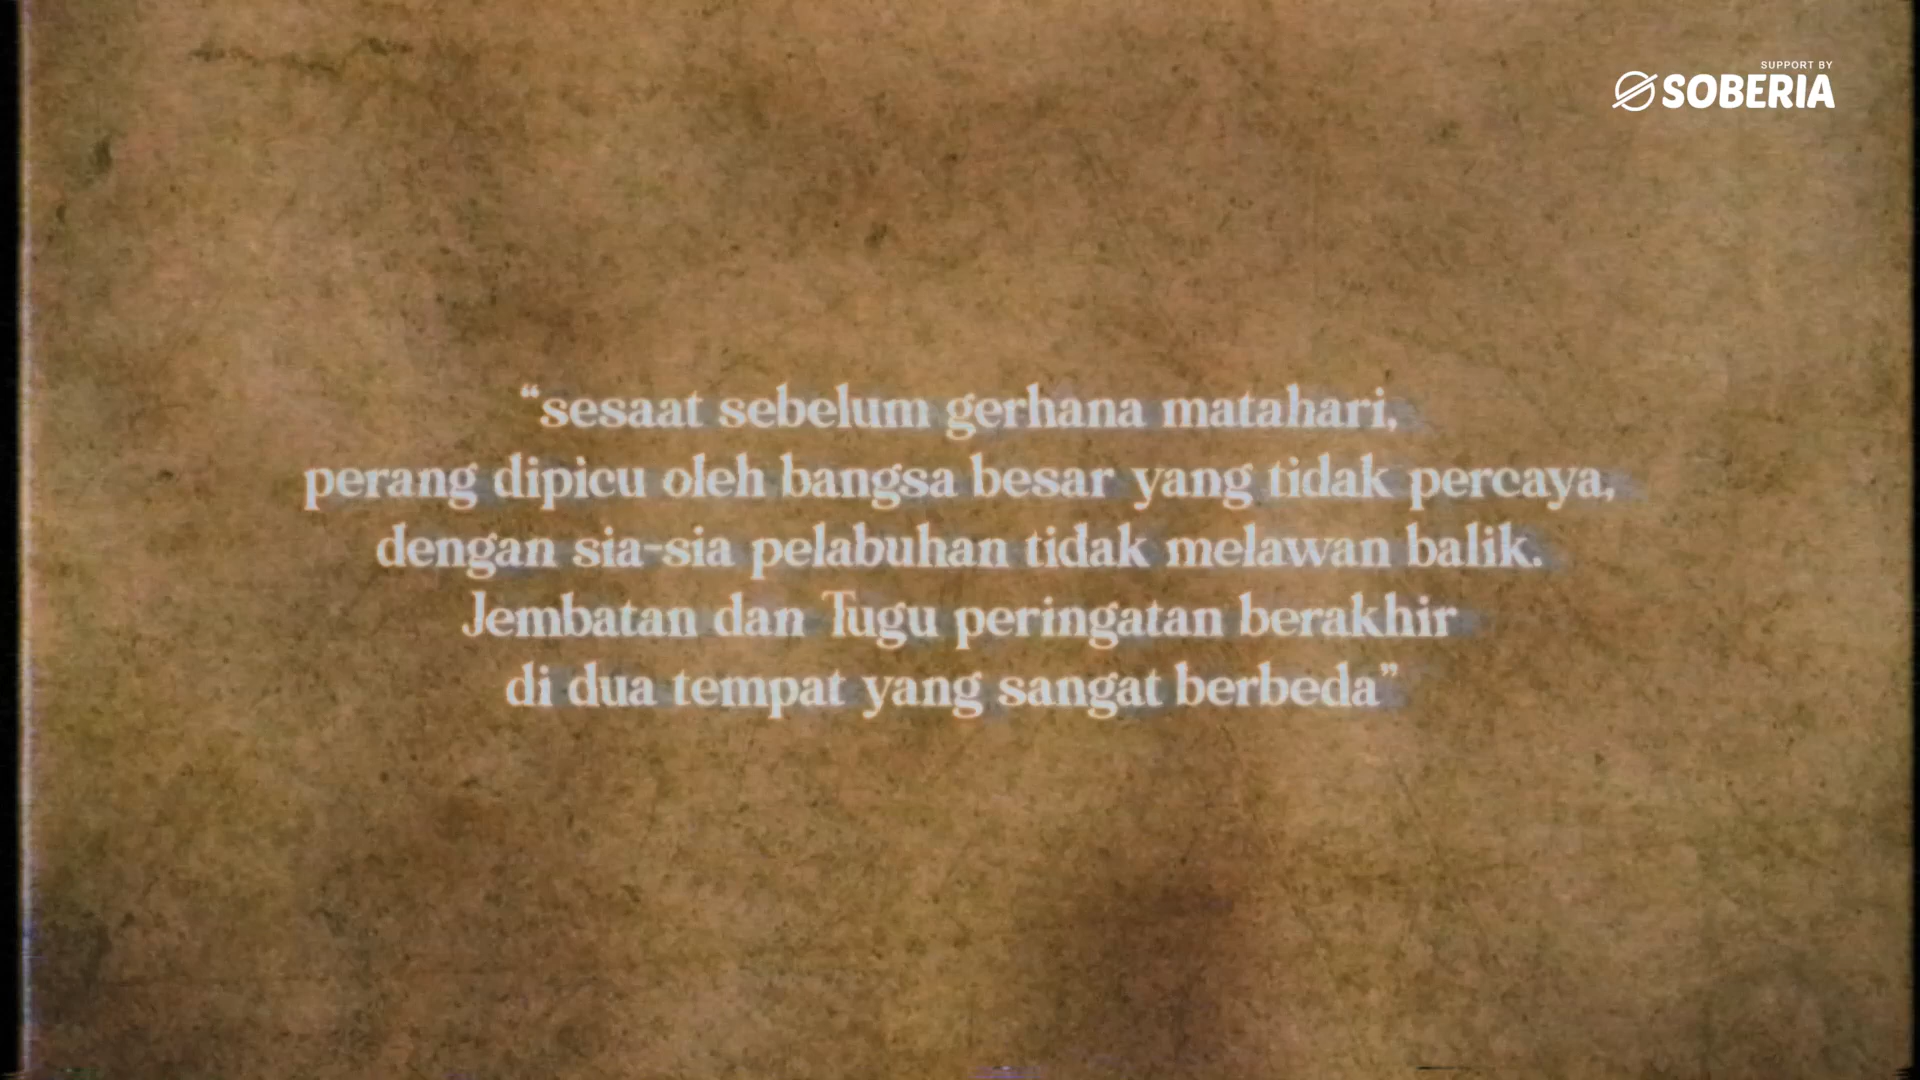 SUPPORT BY
SOBERIA
“sesaat sebelum gerhana matahari,
perang dipicu oleh bangsa besar yang tidak percaya,
dengan sia-sia pelabuhan tidak melawan balik.
Jembatan dan Tugu peringatan berakhir
di dua tempat yang sangat berbeda”